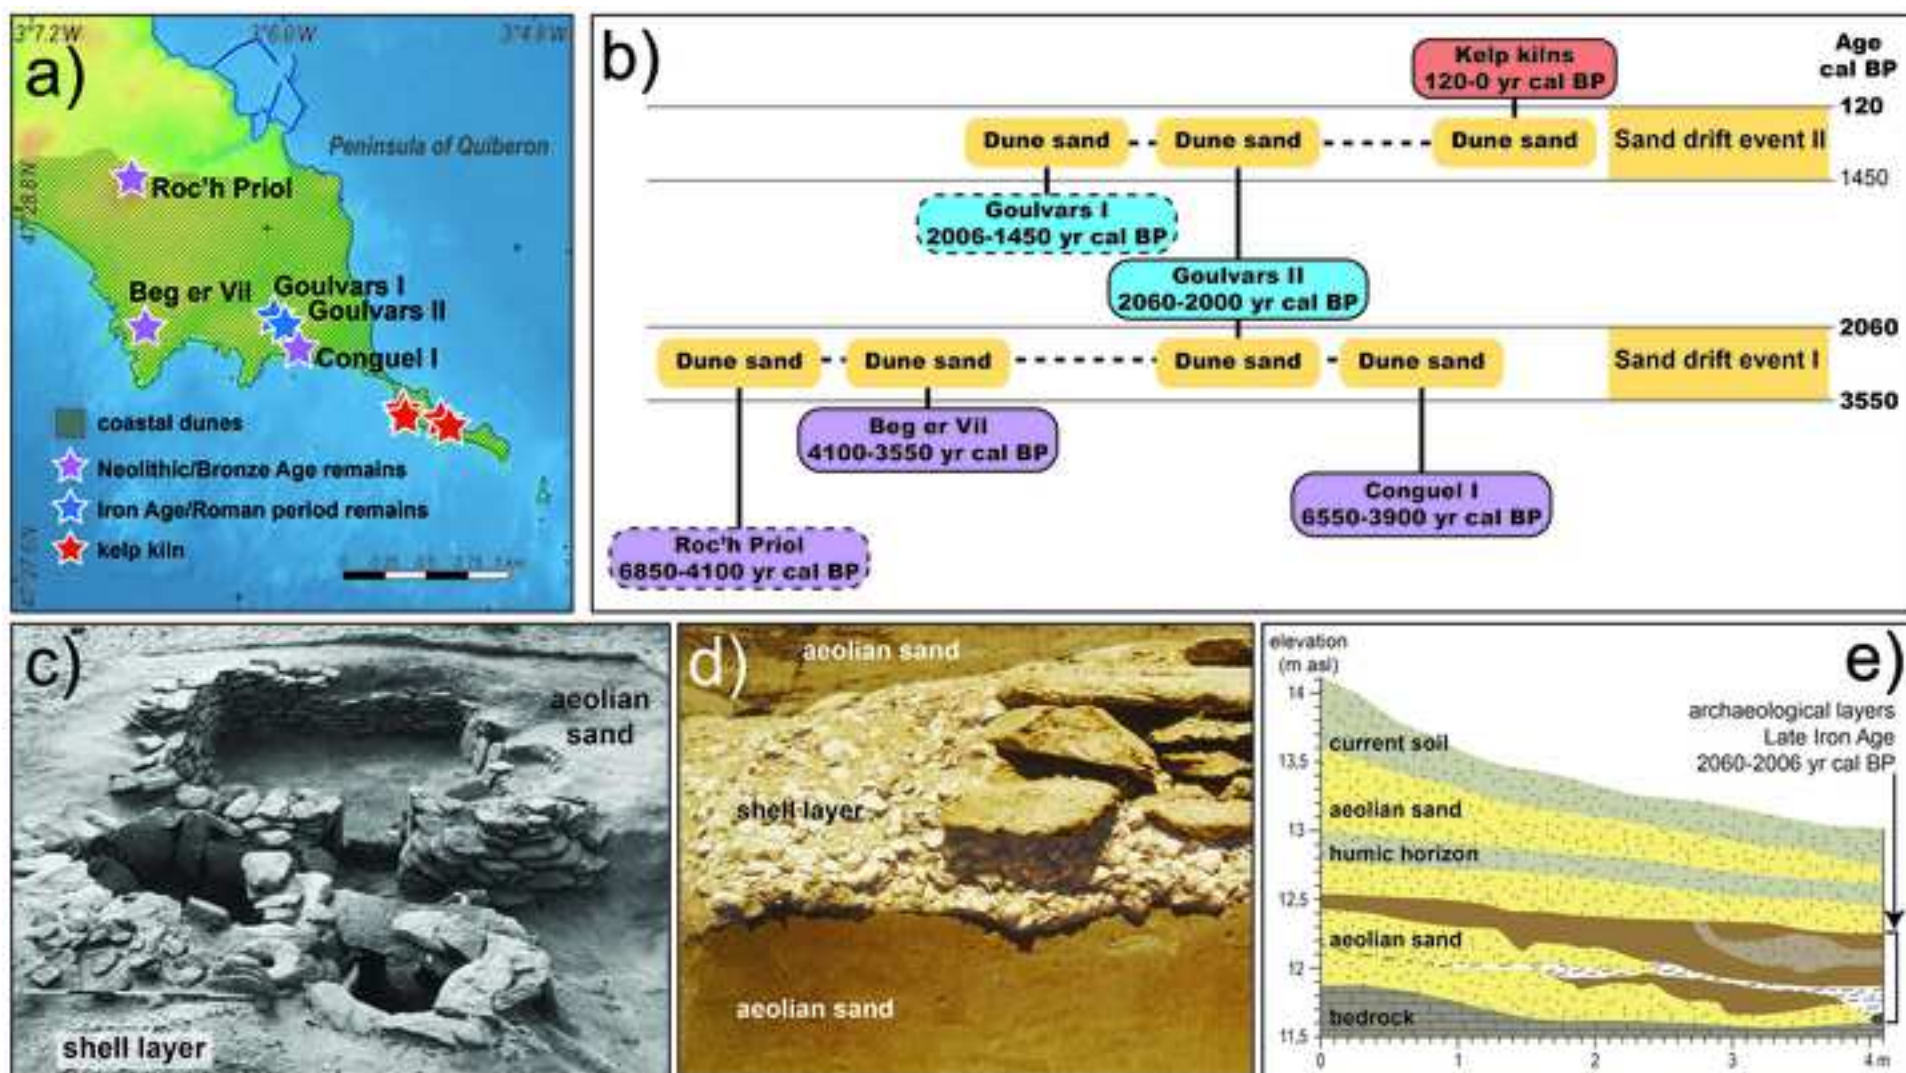 a)
3°7.2'W
3°6.0'W
3°4.8'W
Peninsula of Quiberon
47°28.8'N
Roc'h Priol
Beg er Vil
Goulvars I
Goulvars II
Conguel I
coastal dunes
Neolithic/Bronze Age remains
Iron Age/Roman period remains
kelp kiln
47°27.6'N
0
b)
Age
cal BP
Kelp kilns
120-0 yr cal BP
120
Dune sand
Dune sand
Dune sand
Sand drift event II
1450
Goulvars I
2006-1450 yr cal BP
Goulvars II
2060-2000 yr cal BP
2060
Dune sand
Dune sand
Dune sand
Dune sand
Sand drift event I
3550
Beg er Vil
4100-3550 yr cal BP
Conguel I
6550-3900 yr cal BP
Roc'h Priol
6850-4100 yr cal BP
c)
aeolian
sand
shell layer
d)
aeolian sand
shell layer
aeolian sand
e)
elevation
(m asl)
14
archaeological layers
Late Iron Age
2060-2006 yr cal BP
current soil
13,5
aeolian sand
13
humic horizon
12,5
aeolian sand
12
bedrock
11,5
0
1
2
3
4 m